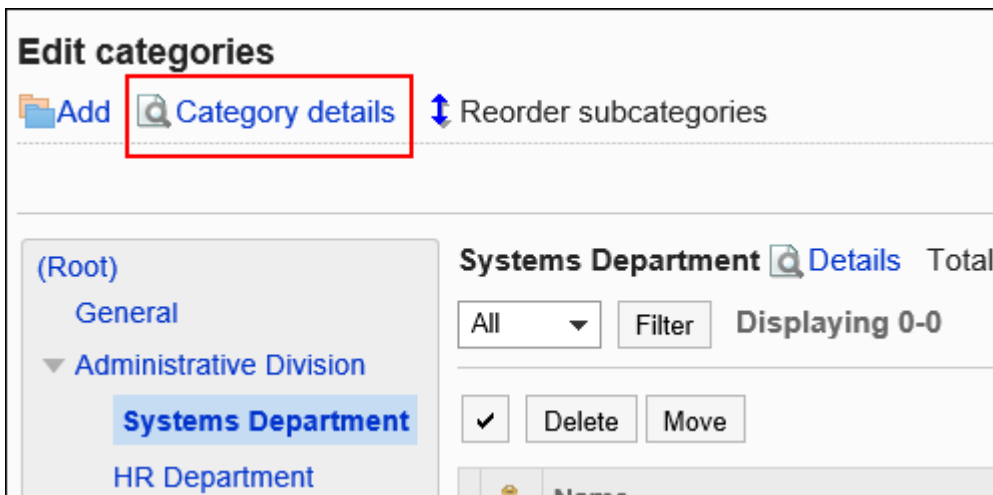 Edit categories
Add Category details Reorder subcategories
(Root)
General
Administrative Division
Systems Department
HR Department
Systems Department Details Total
All Filter Displaying 0-0
Delete Move
Name